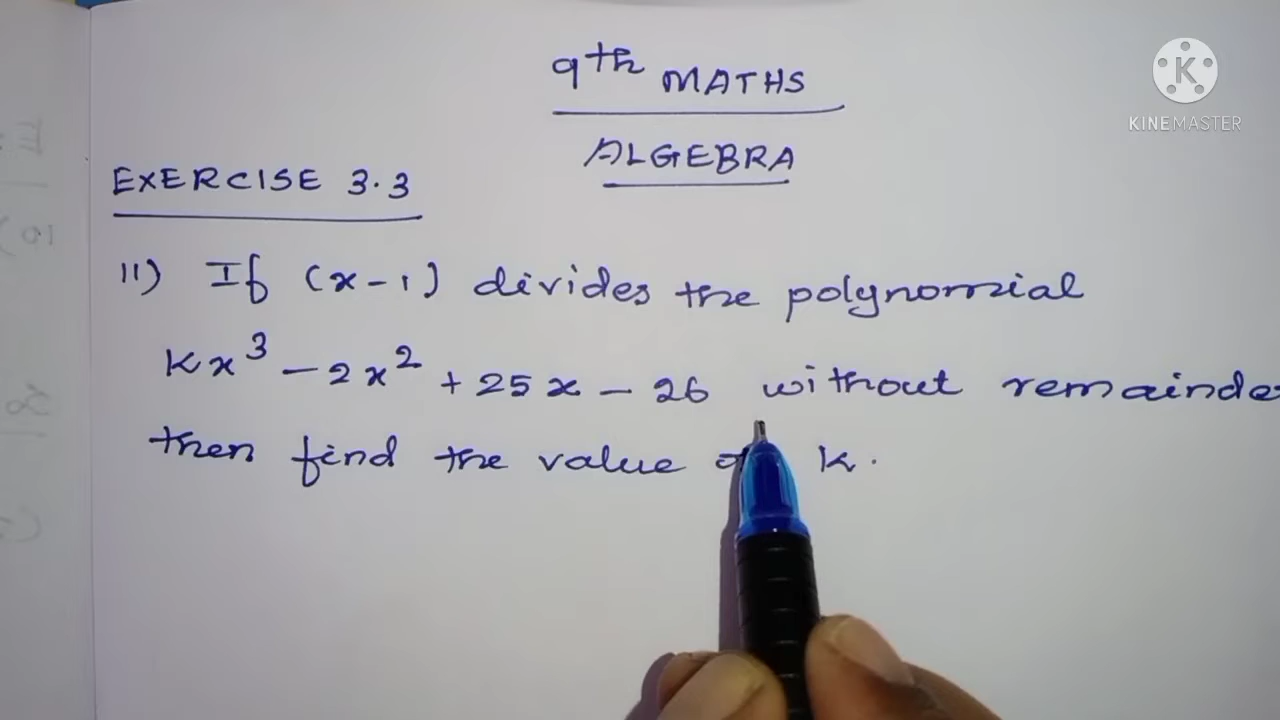 9th MATHS
ALGEBRA
EXERCISE 3.3
11) If (x-1) divides the polynomial
Kx³ - 2x² + 25x - 26 without remainde
then find the value k.
K
KINEMASTER